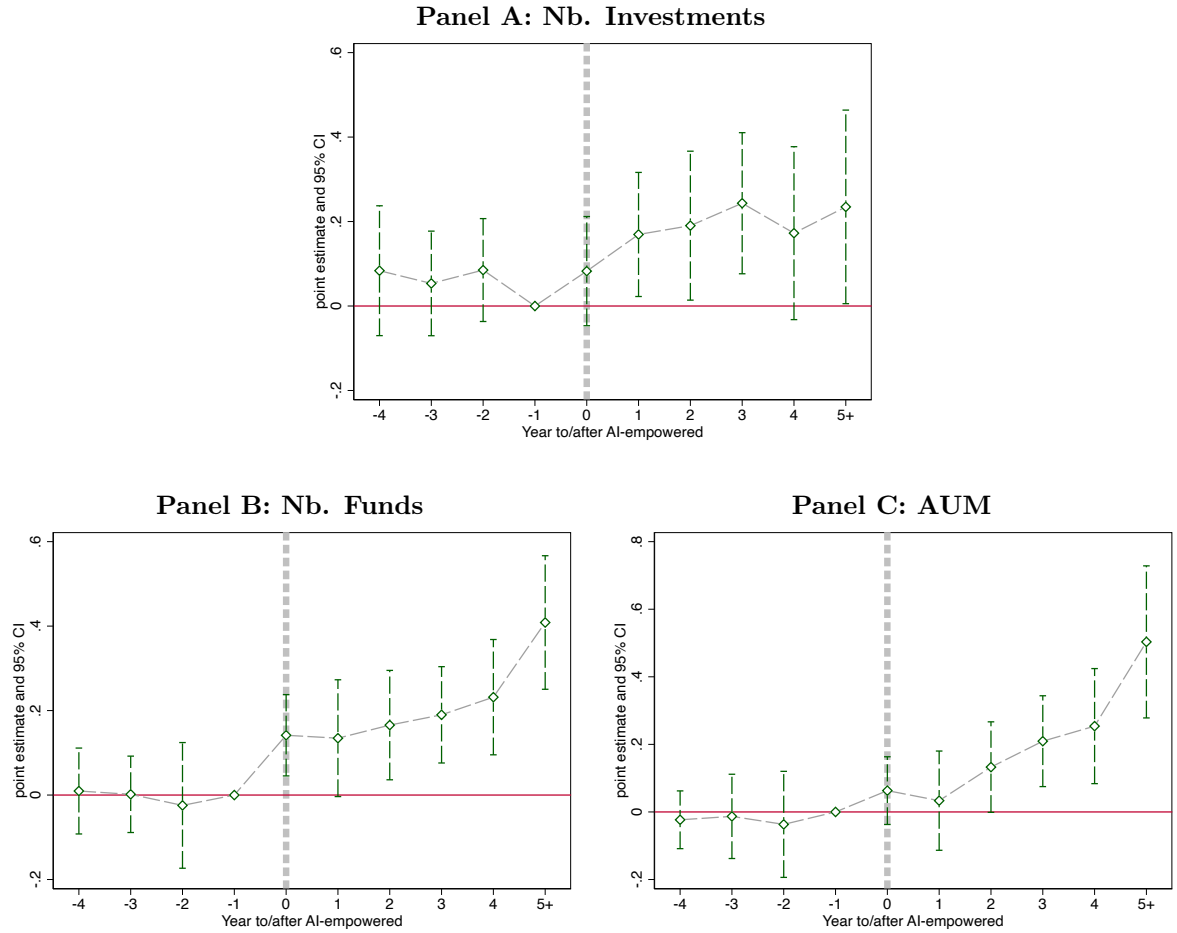 Panel A: Nb. Investments
point estimate and 95% CI
.6
.4
.2
0
-.2
-4 -3 -2 -1 0 1 2 3 4 5+
Year to/after AI-empowered
Panel B: Nb. Funds
point estimate and 95% CI
.6
.4
.2
0
-.2
-4 -3 -2 -1 0 1 2 3 4 5+
Year to/after AI-empowered
Panel C: AUM
point estimate and 95% CI
.8
.6
.4
.2
0
-.2
-4 -3 -2 -1 0 1 2 3 4 5+
Year to/after AI-empowered